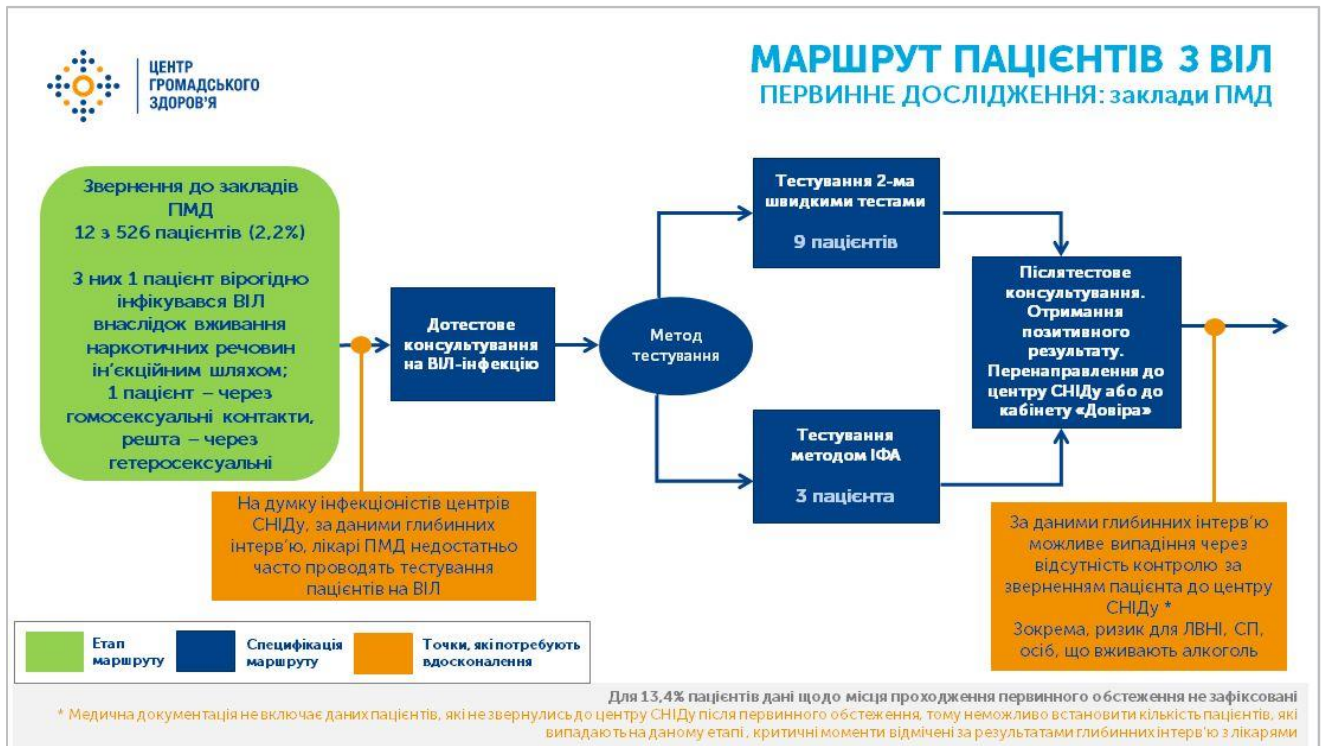 ЦЕНТР
ГРОМАДСЬКОГО
ЗДОРОВ'Я
МАРШРУТ ПАЦІЄНТІВ З ВІЛ
ПЕРВИННЕ ДОСЛІДЖЕННЯ: заклади ПМД
Звернення до закладів
ПМД
12 з 526 пацієнтів (2,2%)
З них 1 пацієнт вірогідно
інфікувався ВІЛ
внаслідок вживання
наркотичних речовин
ін'єкційним шляхом;
1 пацієнт – через
гомосексуальні контакти,
решта – через
гетеросексуальні
Дотестове
консультування
на ВІЛ-інфекцію
Метод
тестування
Тестування 2-ма
швидкими тестами
9 пацієнтів
Тестування
методом ІФА
3 пацієнта
Післятестове
консультування.
Отримання
позитивного
результату.
Перенаправлення до
центру СНІДу або до
кабінету «Довіра»
На думку інфекціоністів центрів
СНІДу, за даними глибинних
інтерв'ю, лікарі ПМД недостатньо
часто проводять тестування
пацієнтів на ВІЛ
За даними глибинних інтерв'ю
можливе випадіння через
відсутність контролю за
зверненням пацієнта до центру
СНІДу *
Зокрема, ризик для ЛВНІ, СП,
осіб, що вживають алкоголь
Етап
маршруту
Специфікація
маршруту
Точки, які потребують
вдосконалення
Для 13,4% пацієнтів дані щодо місця проходження первинного обстеження не зафіксовані
* Медична документація не включає даних пацієнтів, які не звернулись до центру СНІДу після первинного обстеження, тому неможливо встановити кількість пацієнтів, які
випадають на даному етапі , критичні моменти відмічені за результатами глибинних інтерв'ю з лікарями